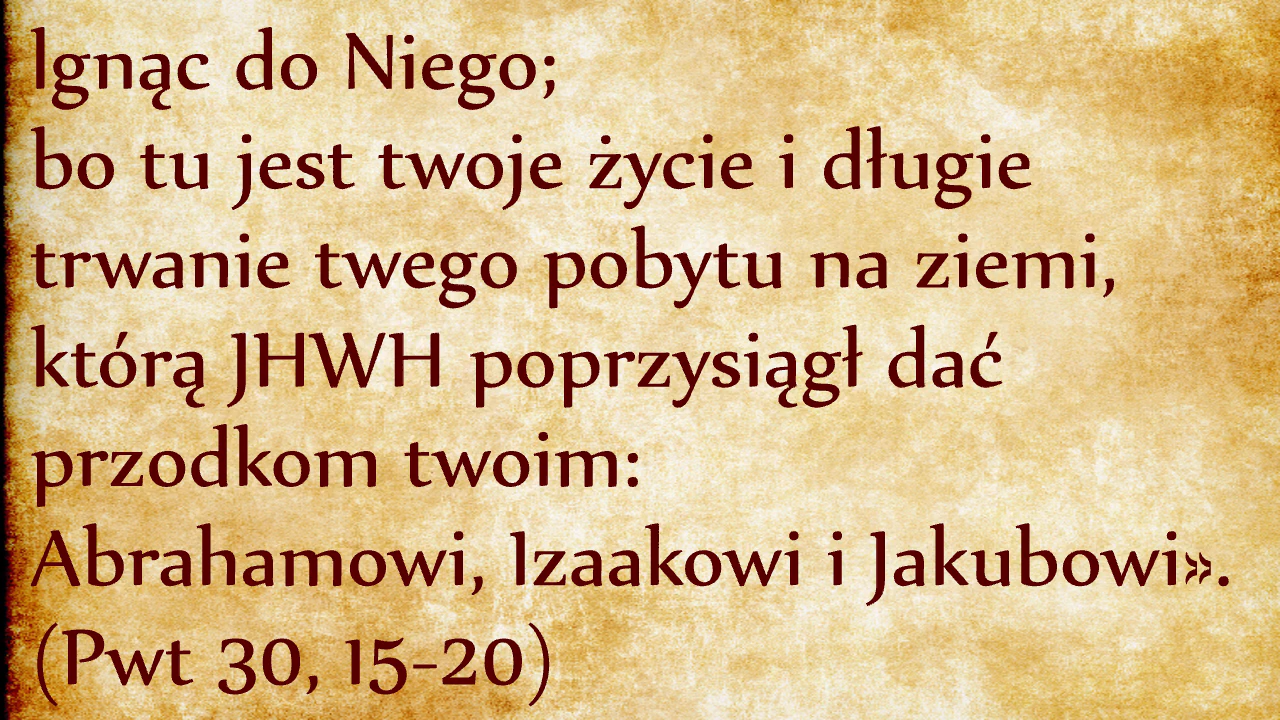 lgnąc do Niego;
bo tu jest twoje życie i długie
trwanie twego pobytu na ziemi,
którą JHWH poprzysiągł dać
przodkom twoim:
Abrahamowi, Izaakowi i Jakubowi».
(Pwt 30, 15-20)